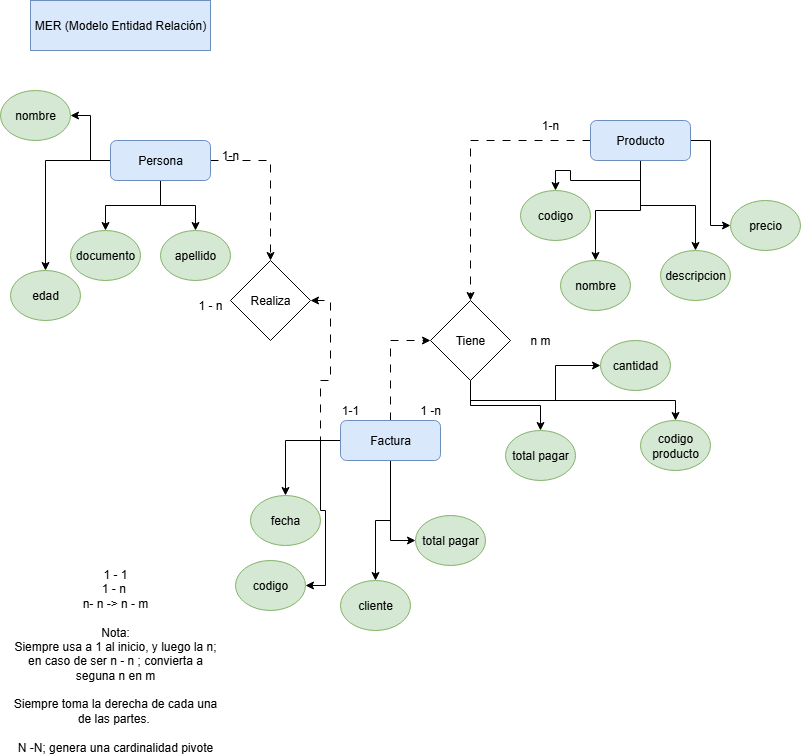 MER (Modelo Entidad Relación)
nombre
Persona
1-n
documento
apellido
edad
Realiza
1 - n
1-n
Producto
codigo
precio
nombre
descripcion
Tiene
n m
cantidad
1-1
1 -n
Factura
total pagar
codigo
producto
fecha
total pagar
codigo
cliente
1 - 1
1 - n
n- n -> n - m
Nota:
Siempre usa a 1 al inicio, y luego la n;
en caso de ser n - n ; convierta a
seguna n en m
Siempre toma la derecha de cada una
de las partes.
N -N; genera una cardinalidad pivote